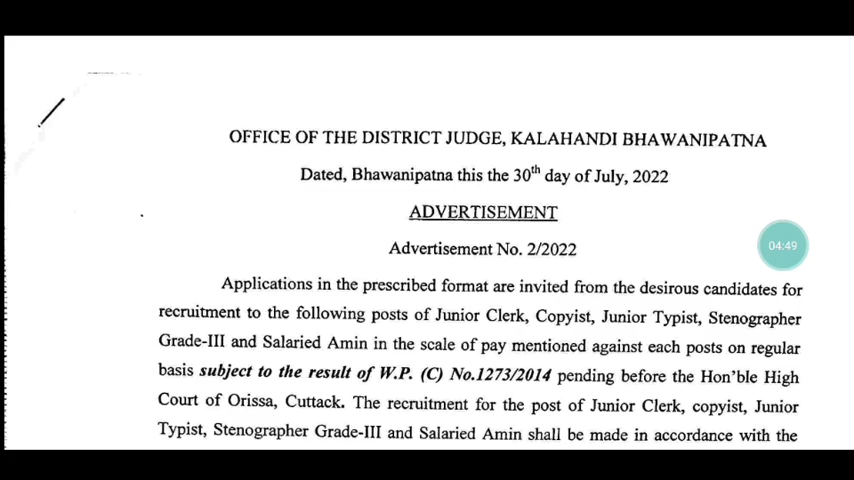 OFFICE OF THE DISTRICT JUDGE, KALAHANDI BHAWANIPATNA
Dated, Bhawanipatna this the 30th day of July, 2022
ADVERTISEMENT
Advertisement No. 2/2022
04:49
Applications in the prescribed format are invited from the desirous candidates for
recruitment to the following posts of Junior Clerk, Copyist, Junior Typist, Stenographer
Grade-III and Salaried Amin in the scale of pay mentioned against each posts on regular
basis subject to the result of W.P. (C) No.1273/2014 pending before the Hon'ble High
Court of Orissa, Cuttack. The recruitment for the post of Junior Clerk, copyist, Junior
Typist, Stenographer Grade-III and Salaried Amin shall be made in accordance with the